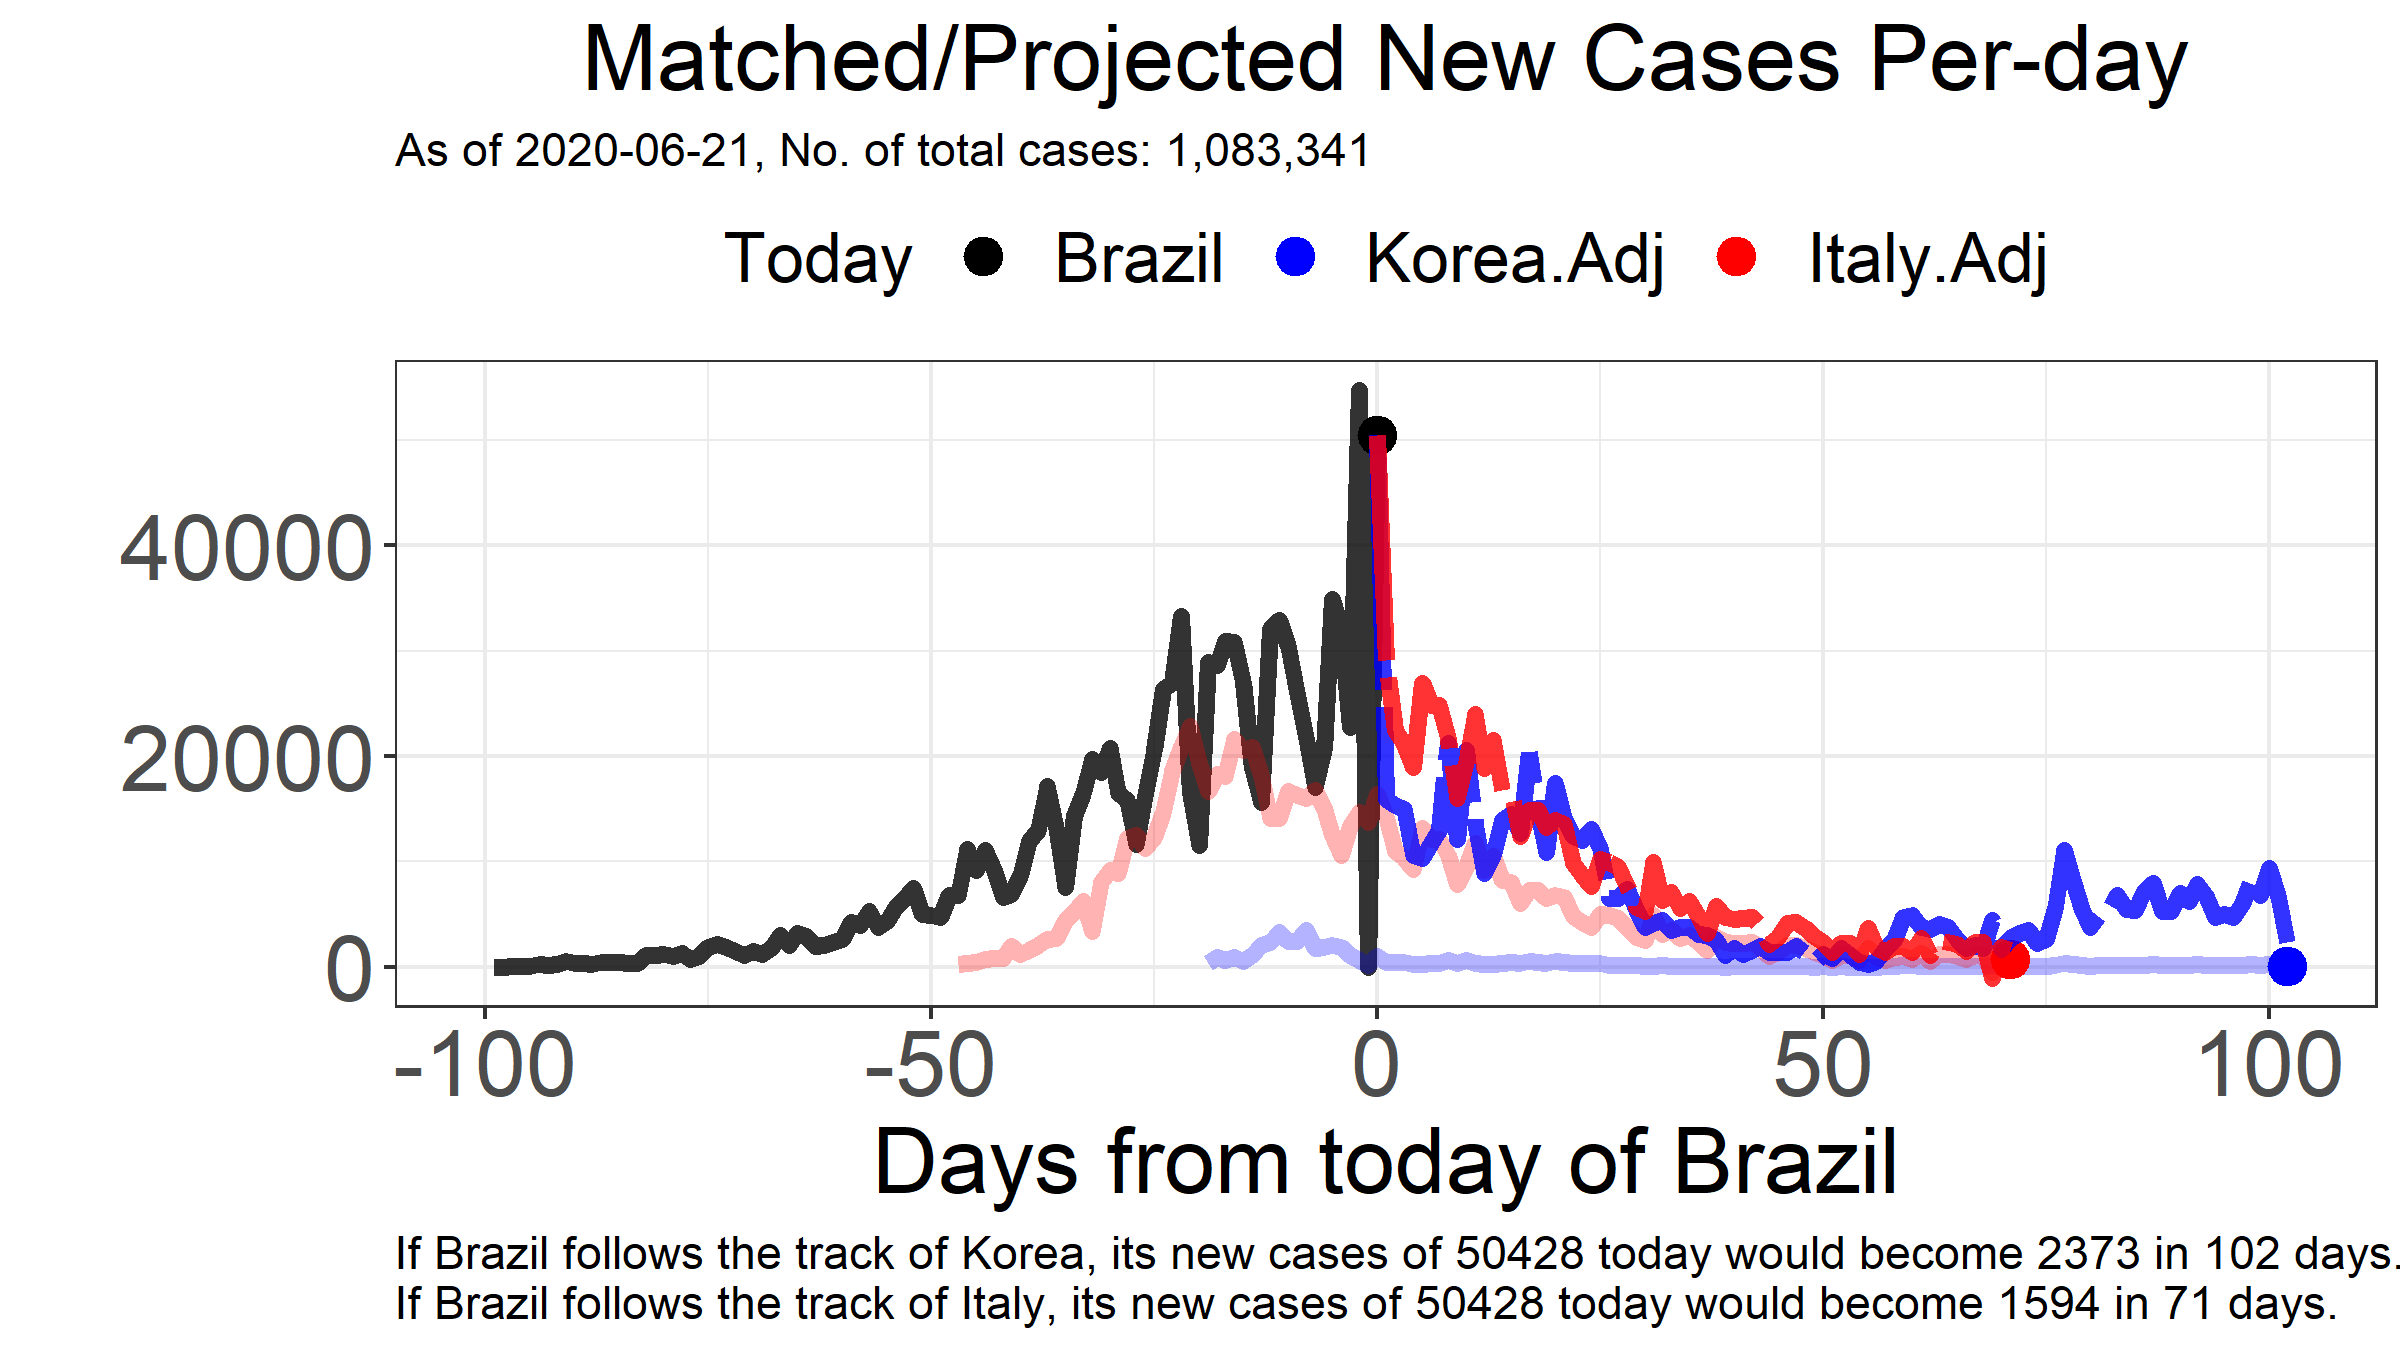 Matched/Projected New Cases Per-day
As of 2020-06-21, No. of total cases: 1,083,341
Today Brazil Korea.Adj Italy.Adj
40000
20000
0
-100 -50 0 50 100
Days from today of Brazil
If Brazil follows the track of Korea, its new cases of 50428 today would become 2373 in 102 days.
If Brazil follows the track of Italy, its new cases of 50428 today would become 1594 in 71 days.